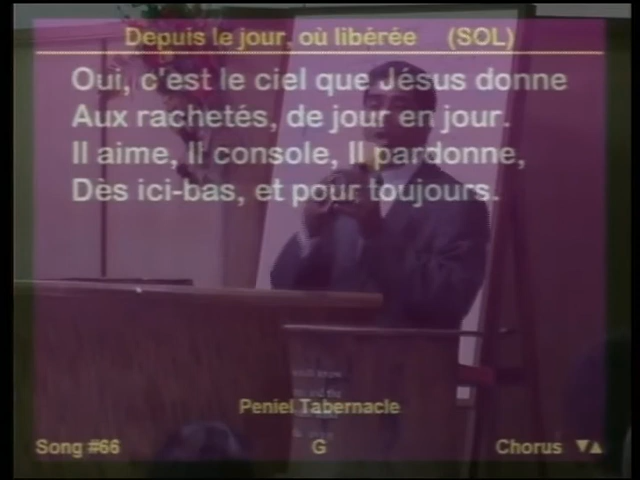 Depuis le jour, où libérée (SOL)
Oui, c'est le ciel que Jésus donne
Aux rachetés, de jour en jour.
Il aime, Il console, Il pardonne,
Dès ici-bas, et pour toujours.
Peniel Tabernacle
Song #66 G Chorus ▼▲